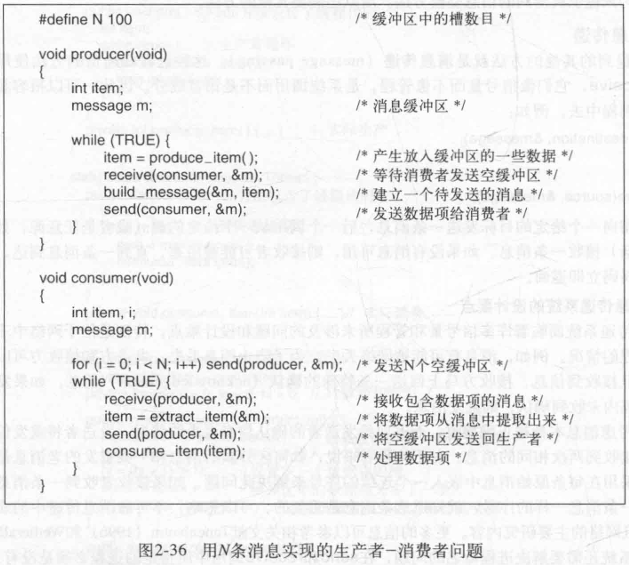 #define N 100 /* 缓冲区中的槽数目 */
void producer(void)
{
int item;
message m; /* 消息缓冲区 */
while (TRUE) {
item = produce_item( ); /* 产生放入缓冲区的一些数据 */
receive(consumer, &m); /* 等待消费者发送空缓冲区 */
build_message(&m, item); /* 建立一个待发送的消息 */
send(consumer, &m); /* 发送数据项给消费者 */
}
}
void consumer(void)
{
int item, i;
message m;
for (i = 0; i < N; i++) send(producer, &m); /* 发送N个空缓冲区 */
while (TRUE) {
receive(producer, &m); /* 接收包含数据项的消息 */
item = extract_item(&m); /* 将数据项从消息中提取出来 */
send(producer, &m); /* 将空缓冲区发送回生产者 */
consume_item(item); /* 处理数据项 */
}
}
图2-36 用N条消息实现的生产者-消费者问题